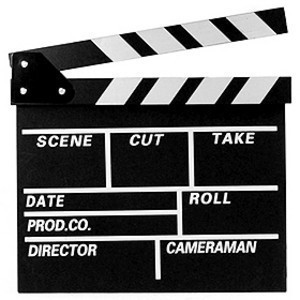 SCENE CUT TAKE
DATE ROLL
PROD.CO.
DIRECTOR CAMERAMAN